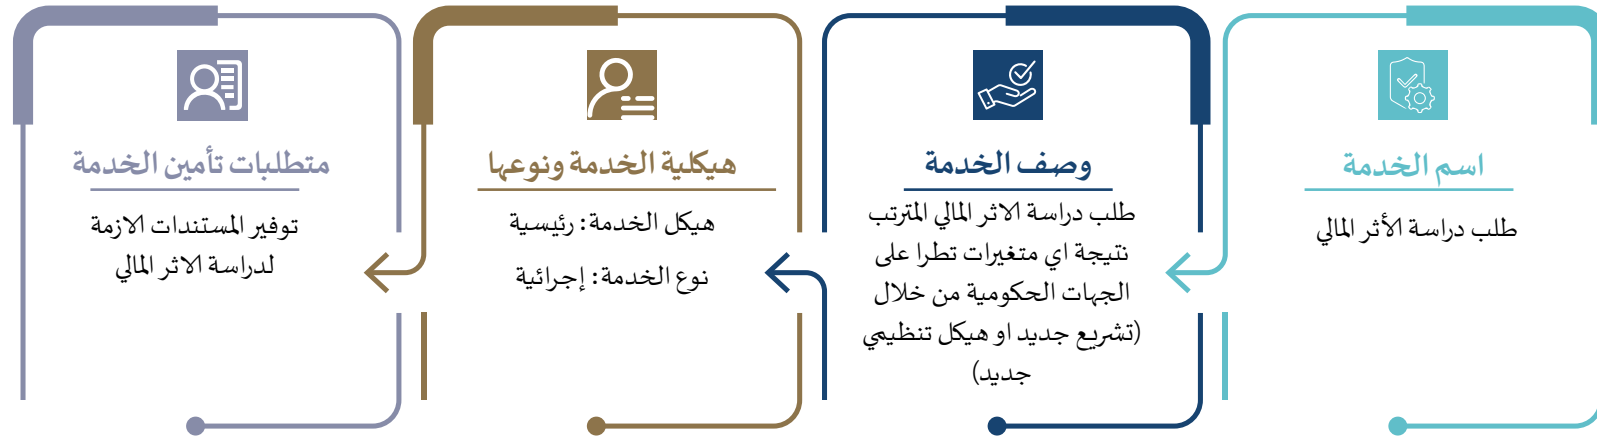 اسم الخدمة
طلب دراسة الأثر المالي
وصف الخدمة
طلب دراسة الاثر المالي المترتب
نتيجة اي متغيرات تطرا على
الجهات الحكومية من خلال
(تشريع جديد او هيكل تنظيمي
جديد)
هيكلية الخدمة ونوعها
هيكل الخدمة: رئيسية
نوع الخدمة: إجرائية
متطلبات تأمين الخدمة
توفير المستندات الازمة
لدراسة الاثر المالي